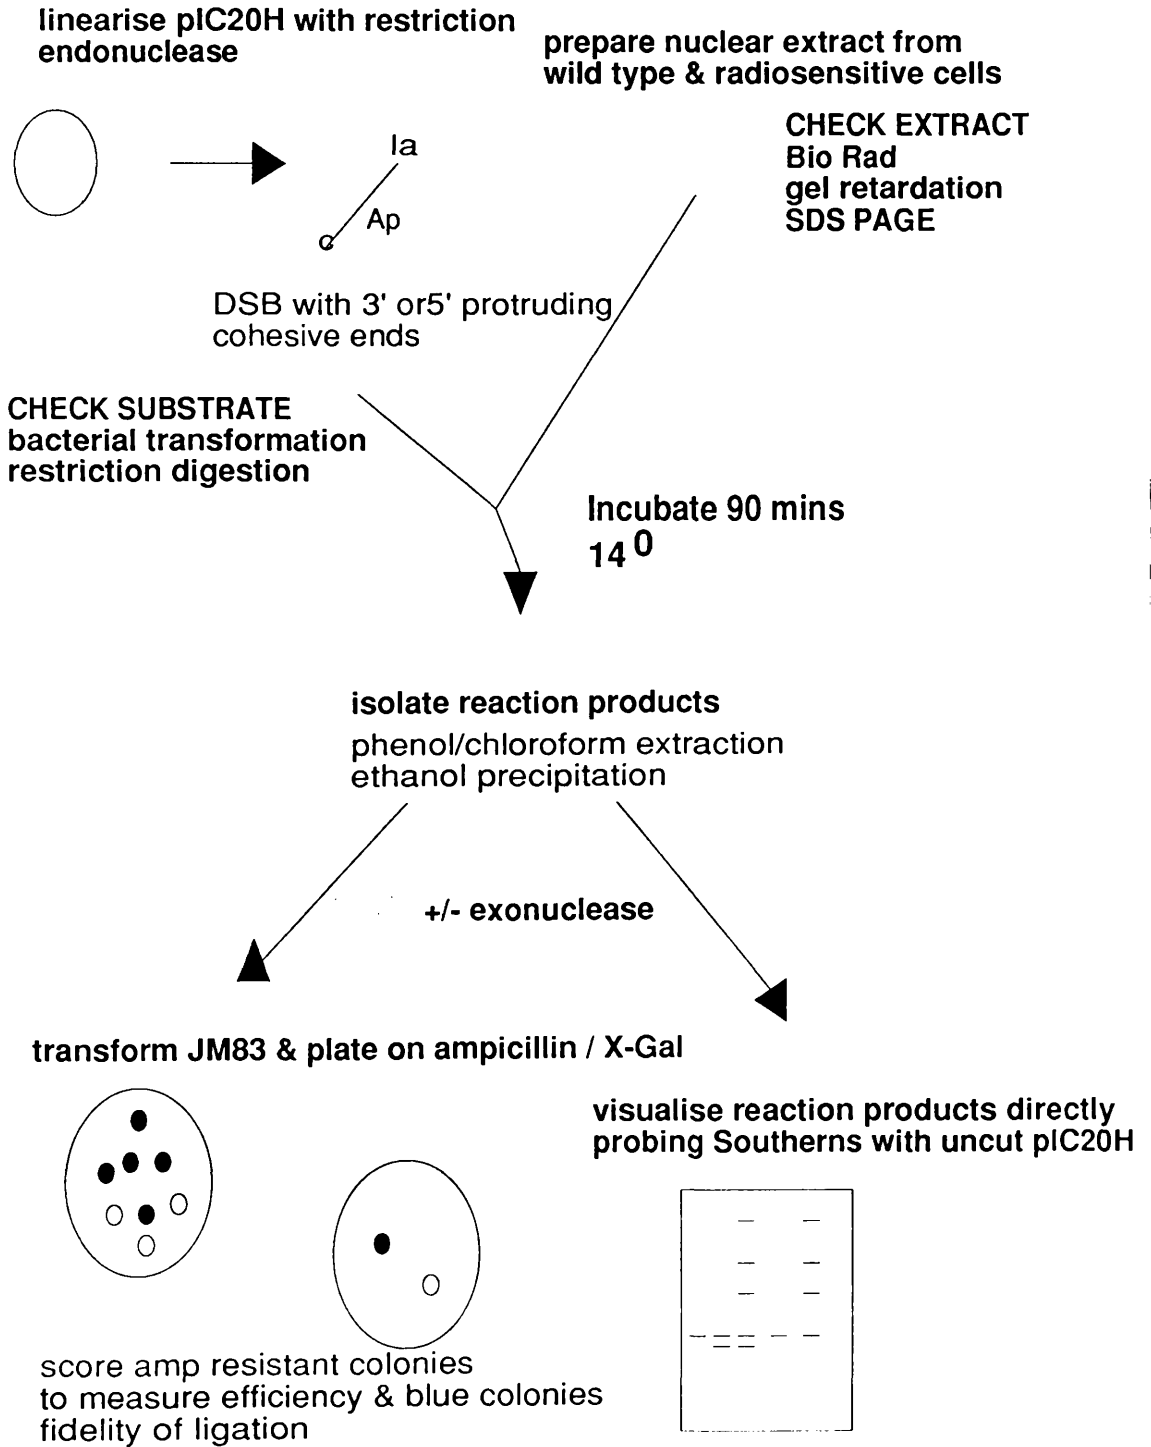 linearise pIC20H with restriction
endonuclease
prepare nuclear extract from
wild type & radiosensitive cells
CHECK EXTRACT
Bio Rad
gel retardation
SDS PAGE
la
Ap
c
DSB with 3' or5' protruding
cohesive ends
CHECK SUBSTRATE
bacterial transformation
restriction digestion
Incubate 90 mins
14⁰
isolate reaction products
phenol/chloroform extraction
ethanol precipitation
+/- exonuclease
transform JM83 & plate on ampicillin / X-Gal
visualise reaction products directly
probing Southerns with uncut pIC20H
score amp resistant colonies
to measure efficiency & blue colonies
fidelity of ligation